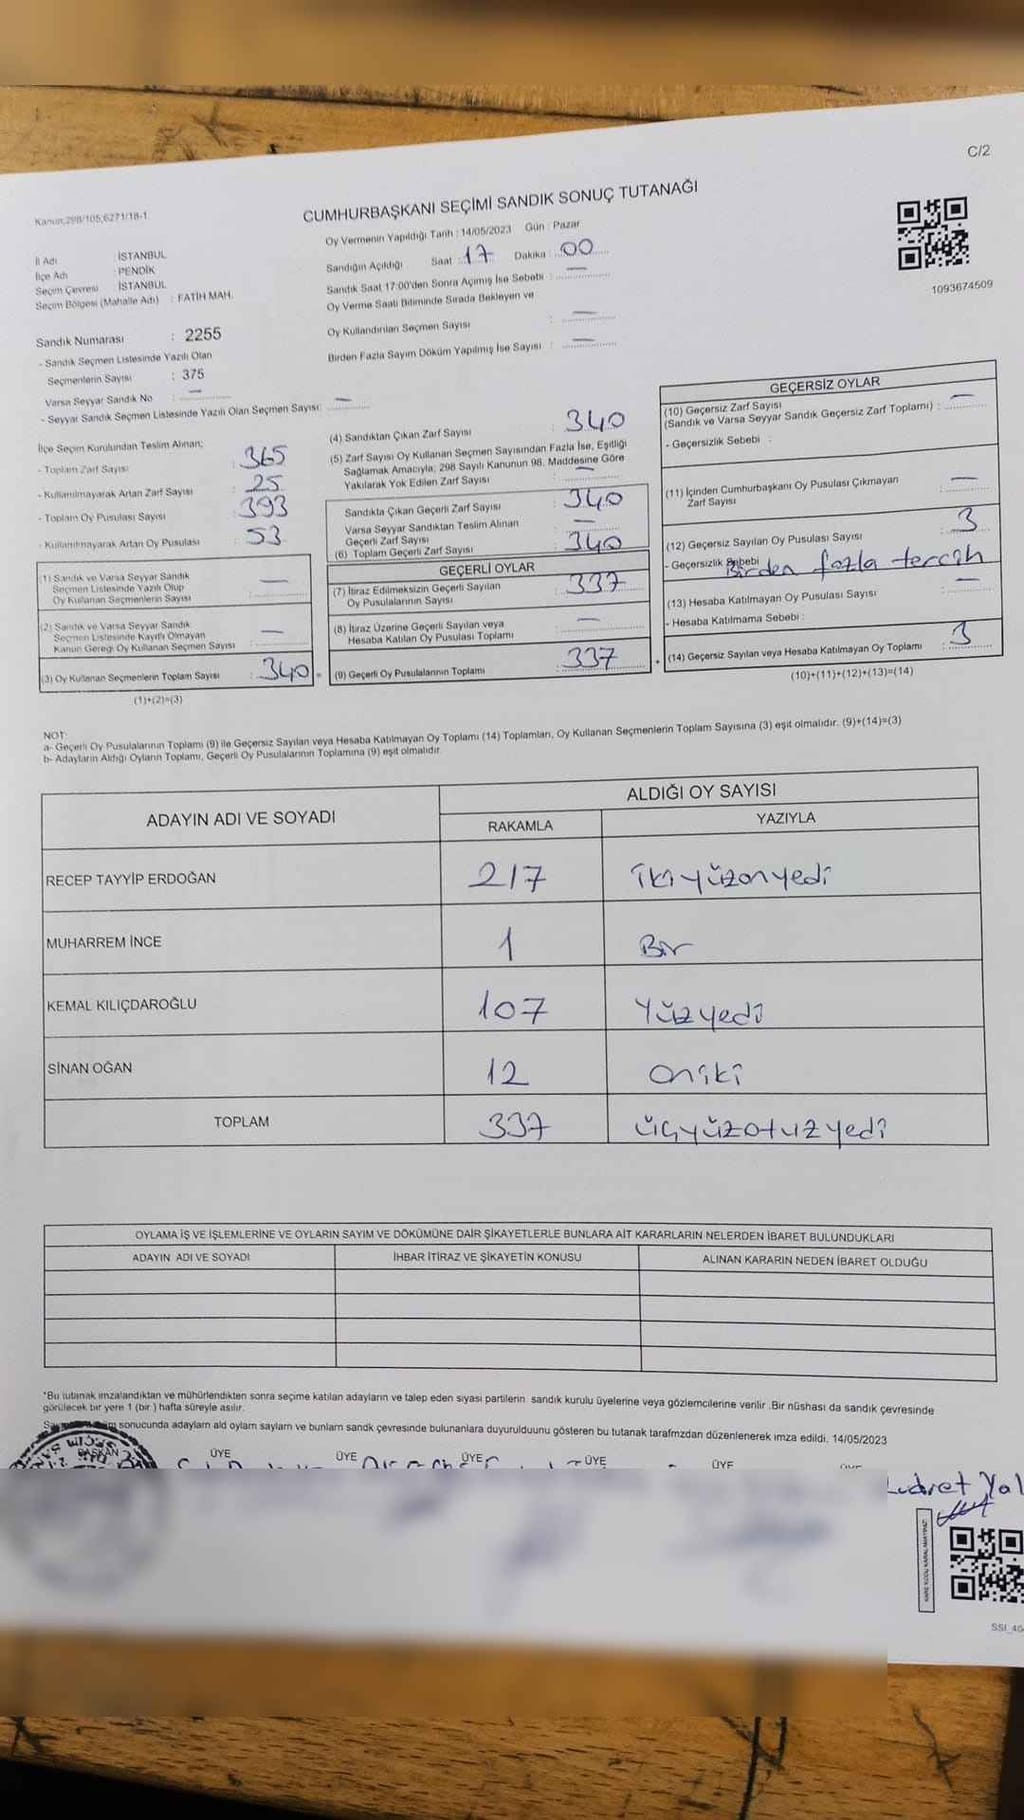 C/2
Kanun;298/105;6271/18-1
CUMHURBAŞKANI SEÇİMİ SANDIK SONUÇ TUTANAĞI
İl Adı : İSTANBUL
İlçe Adı : PENDİK
Seçim Çevresi : İSTANBUL
Seçim Bölgesi (Mahalle Adı) : FATİH MAH.
Oy Vermenin Yapıldığı Tarih : 14/05/2023 Gün : Pazar
Sandığın Açıldığı Saat : 17 Dakika : 00
Sandık Saat 17:00'den Sonra Açımış İse Sebebi : —
Oy Verme Saati Bitiminde Sırada Bekleyen ve
Oy Kullandırılan Seçmen Sayısı : —
Birden Fazla Sayım Döküm Yapılmış İse Sayısı : —
1093674509
Sandık Numarası : 2255
- Sandık Seçmen Listesinde Yazılı Olan
Seçmenlerin Sayısı : 375
Varsa Seyyar Sandık No —
- Seyyar Sandık Seçmen Listesinde Yazılı Olan Seçmen Sayısı: —
İlçe Seçim Kurulundan Teslim Alınan;
- Toplam Zarf Sayısı : 365
- Kullanılmayarak Artan Zarf Sayısı : 25
- Toplam Oy Pusulası Sayısı : 393
- Kullanılmayarak Artan Oy Pusulası : 53
(1) Sandık ve Varsa Seyyar Sandık
Seçmen Listesinde Yazılı Olup
Oy Kullanan Seçmenlerin Sayısı : —
(2) Sandık ve Varsa Seyyar Sandık
Seçmen Listesinde Kayıtlı Olmayan
Kanun Gereği Oy Kullanan Seçmen Sayısı : —
(3) Oy Kullanan Seçmenlerin Toplam Sayısı : 340
(1)+(2)=(3)
(4) Sandıktan Çıkan Zarf Sayısı : 340
(5) Zarf Sayısı Oy Kullanan Seçmen Sayısından Fazla İse, Eşitliği
Sağlamak Amacıyla; 298 Sayılı Kanunun 98. Maddesine Göre
Yakılarak Yok Edilen Zarf Sayısı : —
Sandıkta Çıkan Geçerli Zarf Sayısı : 340
Varsa Seyyar Sandıktan Teslim Alınan
Geçerli Zarf Sayısı : —
(6) Toplam Geçerli Zarf Sayısı : 340
GEÇERLİ OYLAR
(7) İtiraz Edilmeksizin Geçerli Sayılan
Oy Pusulalarının Sayısı : 337
(8) İtiraz Üzerine Geçerli Sayılan veya
Hesaba Katılan Oy Pusulası Toplamı : —
(9) Geçerli Oy Pusulalarının Toplamı : 337
GEÇERSİZ OYLAR
(10) Geçersiz Zarf Sayısı
(Sandık ve Varsa Seyyar Sandık Geçersiz Zarf Toplamı) : —
- Geçersizlik Sebebi :
(11) İçinden Cumhurbaşkanı Oy Pusulası Çıkmayan
Zarf Sayısı : —
(12) Geçersiz Sayılan Oy Pusulası Sayısı : 3
- Geçersizlik Sebebi Birden fazla tercih
(13) Hesaba Katılmayan Oy Pusulası Sayısı : —
- Hesaba Katılmama Sebebi :
(14) Geçersiz Sayılan veya Hesaba Katılmayan Oy Toplamı : 3
(10)+(11)+(12)+(13)=(14)
NOT:
a- Geçerli Oy Pusulalarının Toplamı (9) ile Geçersiz Sayılan veya Hesaba Katılmayan Oy Toplamı (14) Toplamları, Oy Kullanan Seçmenlerin Toplam Sayısına (3) eşit olmalıdır. (9)+(14)=(3)
b- Adayların Aldığı Oyların Toplamı, Geçerli Oy Pusulalarının Toplamına (9) eşit olmalıdır.
ADAYIN ADI VE SOYADI ALDIĞI OY SAYISI
RAKAMLA YAZIYLA
RECEP TAYYİP ERDOĞAN 217 ikiyüzonyedi
MUHARREM İNCE 1 Bir
KEMAL KILIÇDAROĞLU 107 Yüzyedi
SİNAN OĞAN 12 oniki
TOPLAM 337 üçyüzotuzyedi
OYLAMA İŞ VE İŞLEMLERİNE VE OYLARIN SAYIM VE DÖKÜMÜNE DAİR ŞİKAYETLERLE BUNLARA AİT KARARLARIN NELERDEN İBARET BULUNDUKLARI
ADAYIN ADI VE SOYADI İHBAR İTİRAZ VE ŞİKAYETİN KONUSU ALINAN KARARIN NEDEN İBARET OLDUĞU
*Bu tutanak imzalandıktan ve mühürlendikten sonra seçime katılan adayların ve talep eden siyasi partilerin sandık kurulu üyelerine veya gözlemcilerine verilir .Bir nüshası da sandık çevresinde
görülecek bir yere 1 (bir ) hafta süreyle asılır.
sonucunda adayların ald oyların sayları ve bunların sandk çevresinde bulunanlara duyurulduunu gösteren bu tutanak tarafmzdan düzenlenerek imza edildi. 14/05/2023
BAŞKAN ÜYE ÜYE ÜYE ÜYE ÜYE
KARE KODU KARALAMAYINIZ!